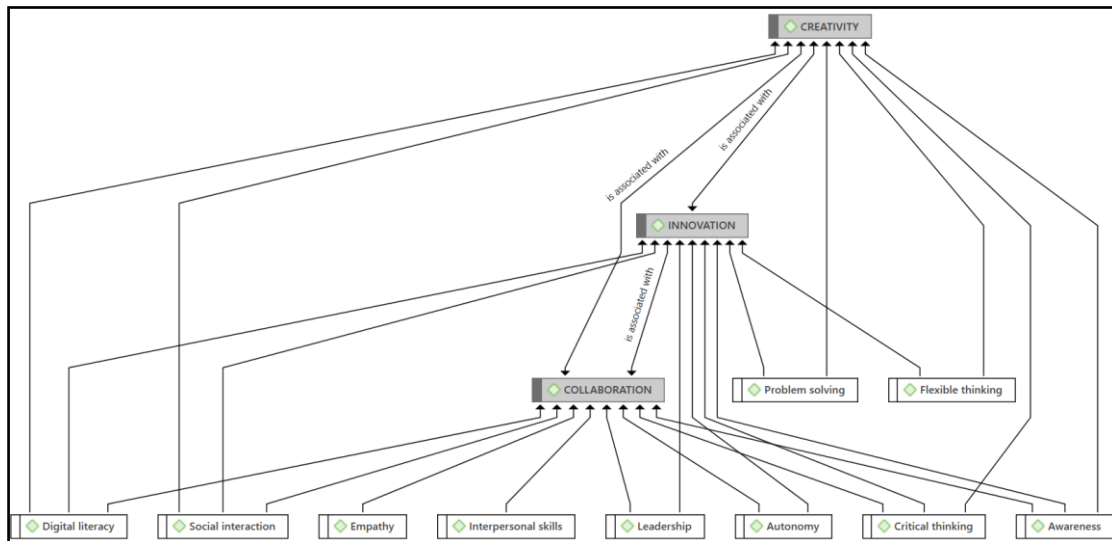 CREATIVITY
is associated with
is associated with
INNOVATION
is associated with
COLLABORATION
Problem solving
Flexible thinking
Digital literacy
Social interaction
Empathy
Interpersonal skills
Leadership
Autonomy
Critical thinking
Awareness